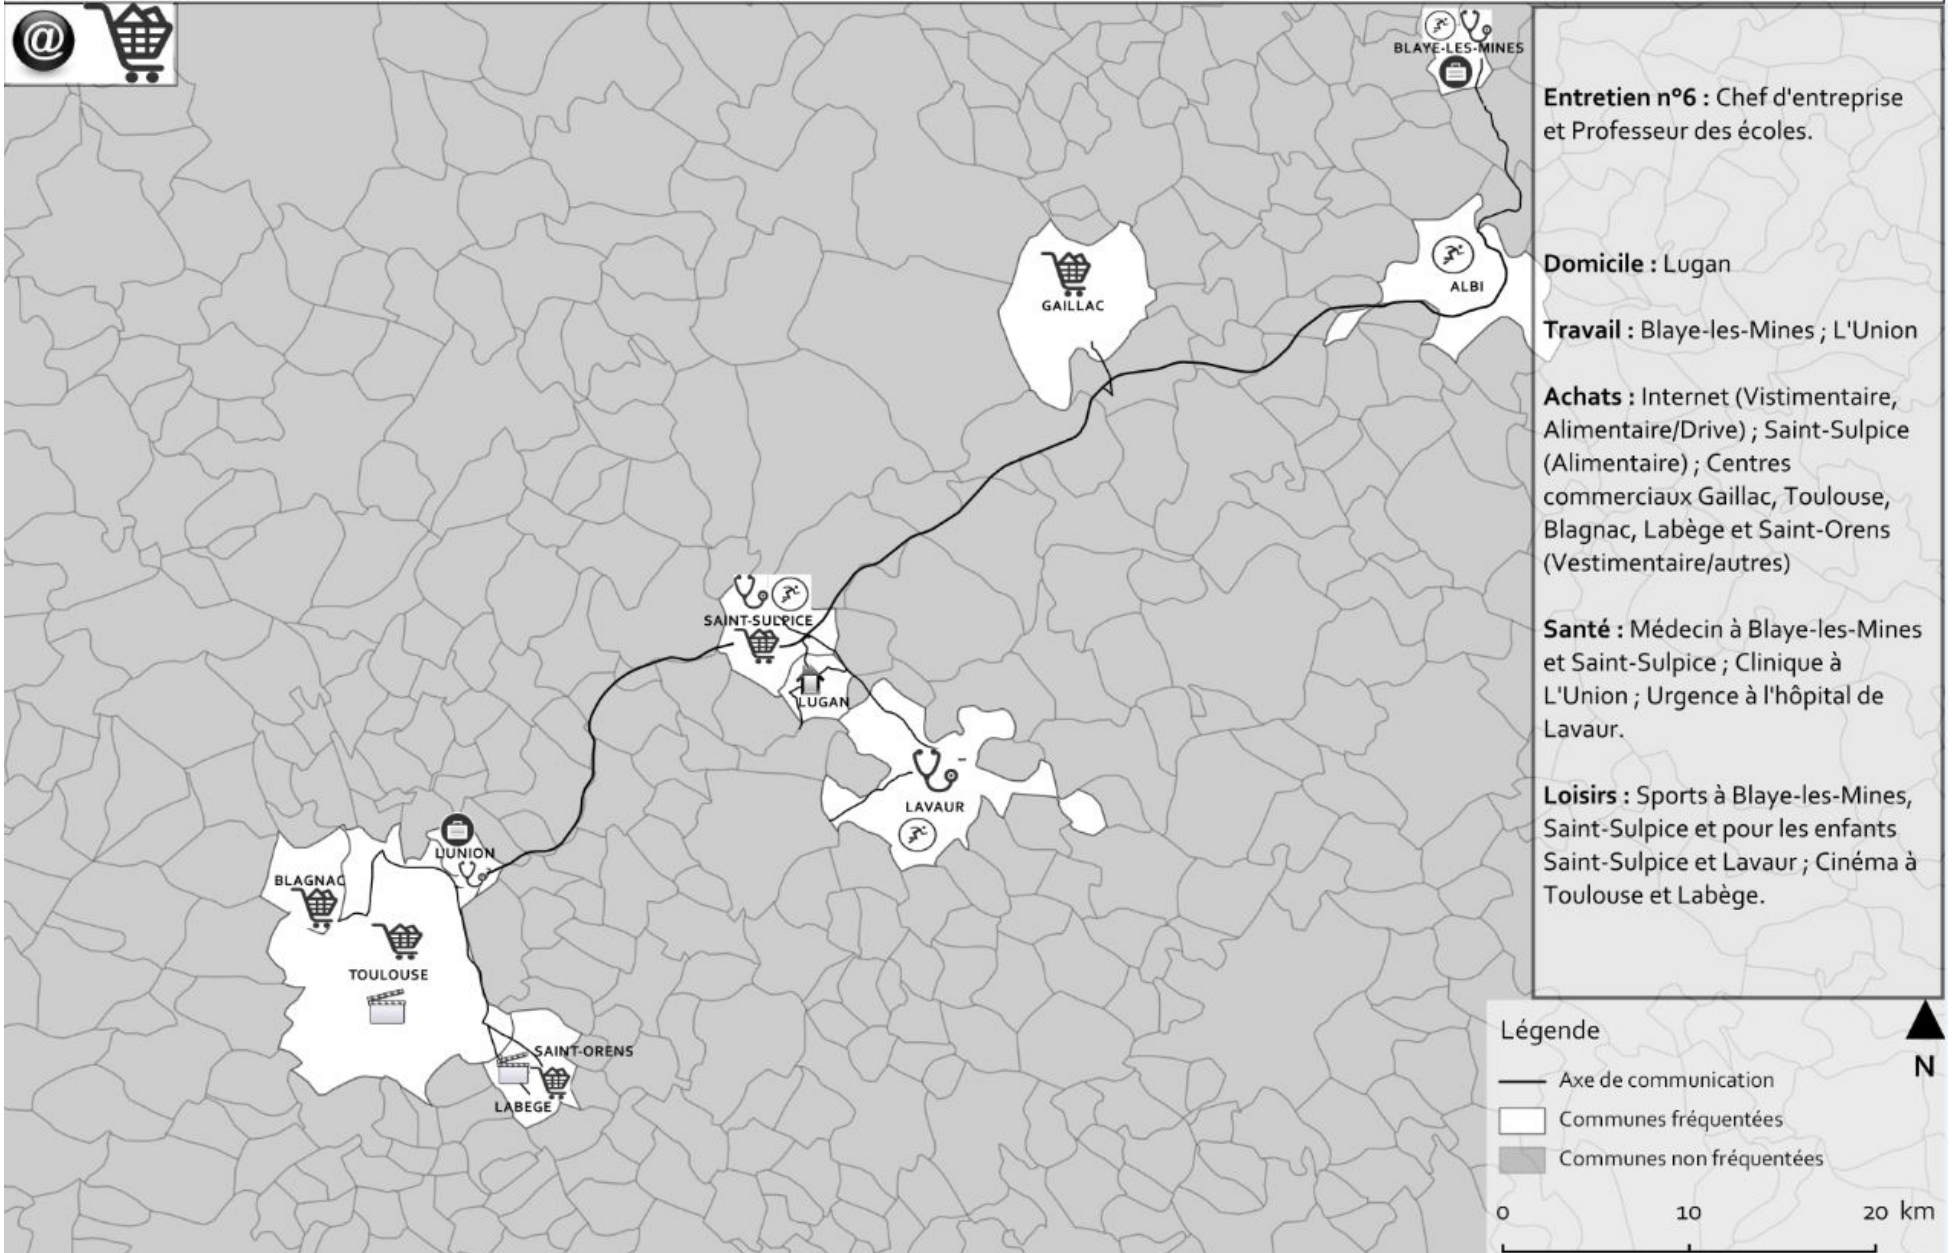 @
BLAYE-LES-MINES
GAILLAC
ALBI
SAINT-SULPICE
LUGAN
LAVAUR
L'UNION
BLAGNAC
TOULOUSE
SAINT-ORENS
LABEGE
Entretien n°6 : Chef d'entreprise
et Professeur des écoles.
Domicile : Lugan
Travail : Blaye-les-Mines ; L'Union
Achats : Internet (Vistimentaire,
Alimentaire/Drive) ; Saint-Sulpice
(Alimentaire) ; Centres
commerciaux Gaillac, Toulouse,
Blagnac, Labège et Saint-Orens
(Vestimentaire/autres)
Santé : Médecin à Blaye-les-Mines
et Saint-Sulpice ; Clinique à
L'Union ; Urgence à l'hôpital de
Lavaur.
Loisirs : Sports à Blaye-les-Mines,
Saint-Sulpice et pour les enfants
Saint-Sulpice et Lavaur ; Cinéma à
Toulouse et Labège.
Légende
N
Axe de communication
Communes fréquentées
Communes non fréquentées
0 10 20 km